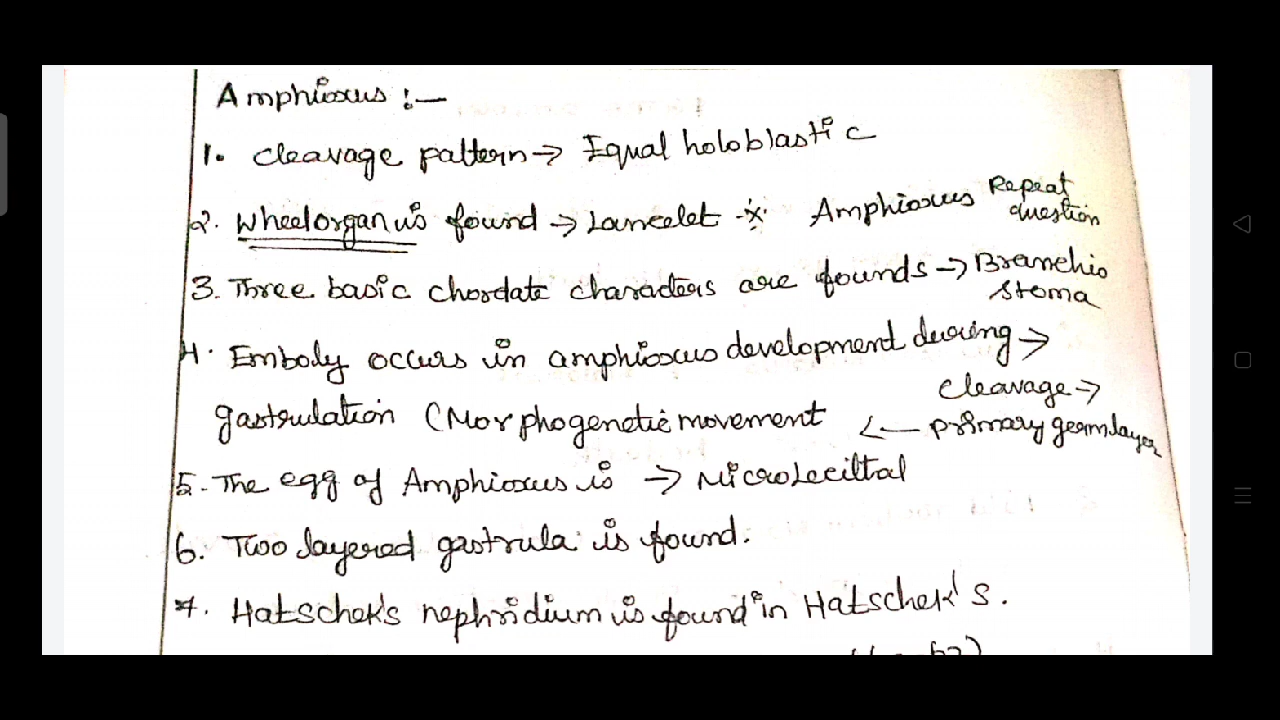 Amphioxus :-
1. Cleavage pattern → Equal holoblastic
2. Wheelorgan is found → Lancelet Amphioxus Repeat question
3. Three basic chordate characters are founds → Branchio stoma
4. Emboly occurs in amphioxus development during →
Cleavage →
gastrulation (Morphogenetic movement ← primary germlayer
5. The egg of Amphioxus is → Microleciltal
6. Two layered gastrula is found.
7. Hatschek's nephridium is found in Hatschek's.